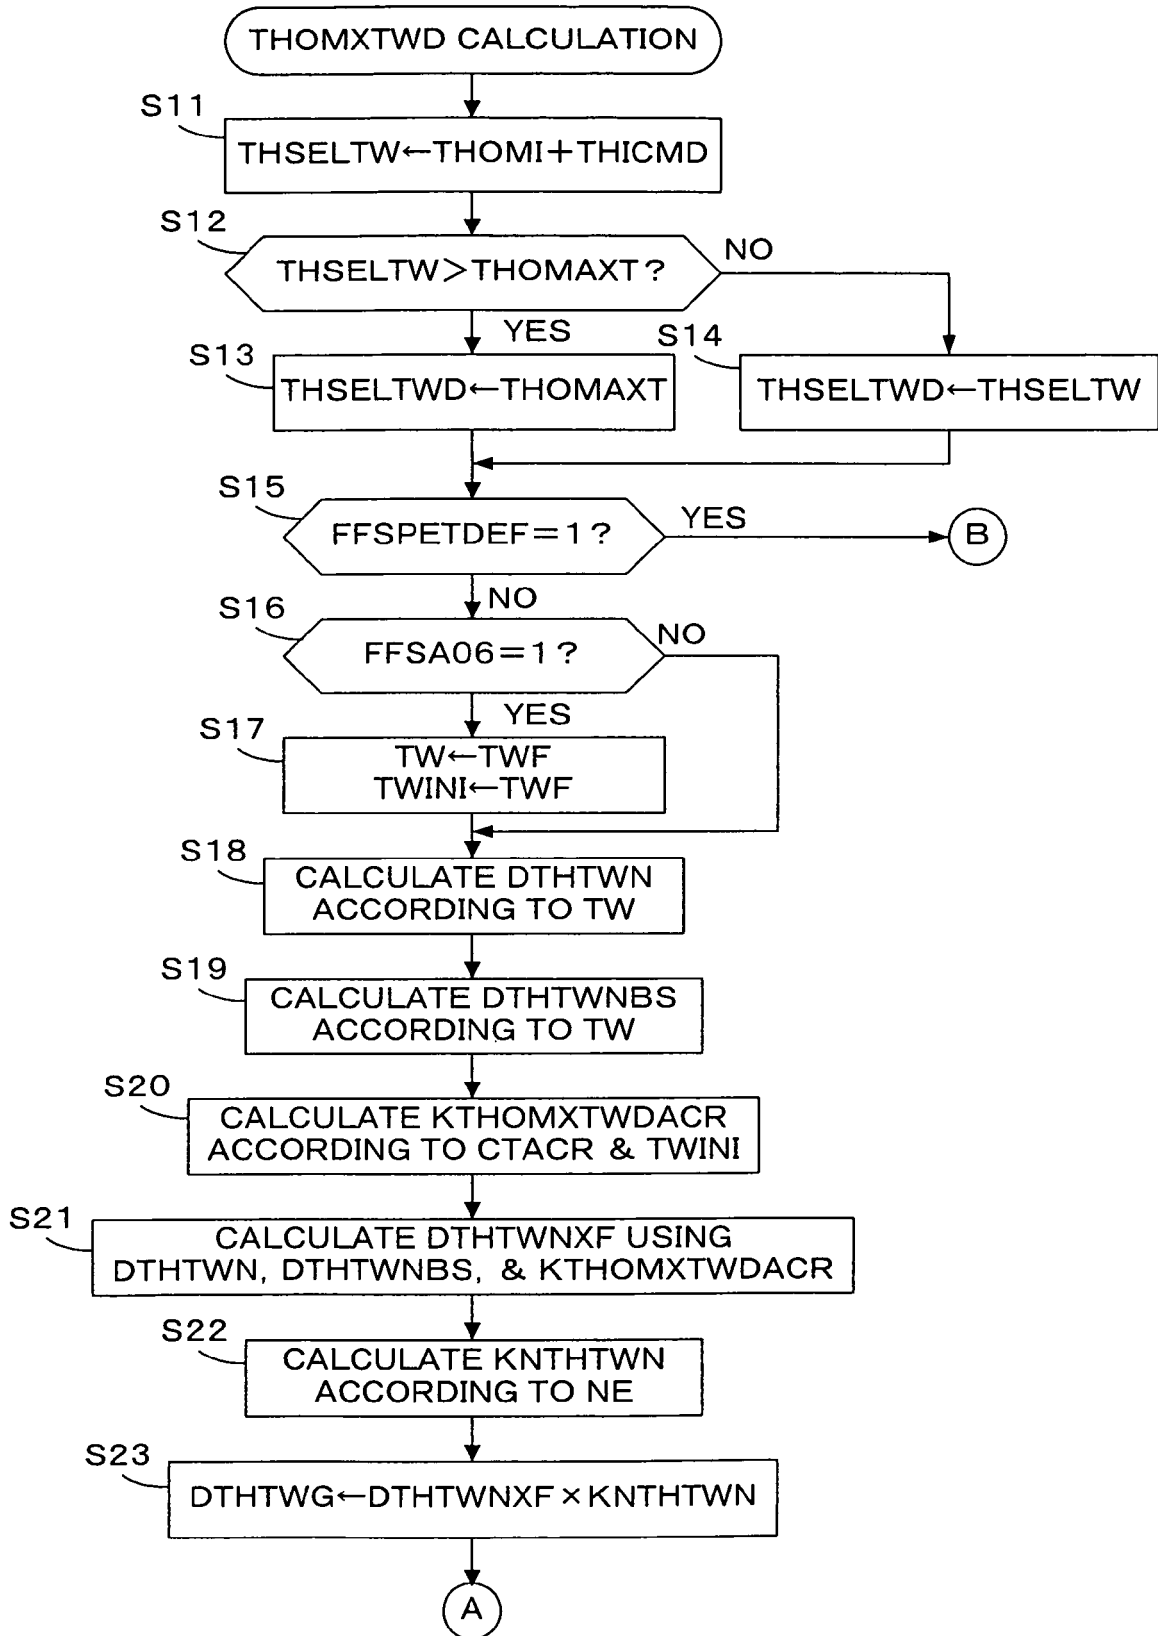 THOMXTWD CALCULATION
S11
THSELTW←THOMI+THICMD
S12
THSELTW>THOMAXT?
NO
YES
S13
THSELTWD←THOMAXT
S14
THSELTWD←THSELTW
S15
FFSPETDEF=1?
YES
B
NO
S16
FFSA06=1?
NO
YES
S17
TW←TWF
TWINI←TWF
S18
CALCULATE DTHTWN
ACCORDING TO TW
S19
CALCULATE DTHTWNBS
ACCORDING TO TW
S20
CALCULATE KTHOMXTWDACR
ACCORDING TO CTACR & TWINI
S21
CALCULATE DTHTWNXF USING
DTHTWN, DTHTWNBS, & KTHOMXTWDACR
S22
CALCULATE KNTHTWN
ACCORDING TO NE
S23
DTHTWG←DTHTWNXF×KNTHTWN
A